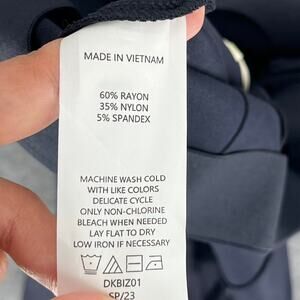 MADE IN VIETNAM
60% RAYON
35% NYLON
5% SPANDEX
MACHINE WASH COLD
WITH LIKE COLORS
DELICATE CYCLE
ONLY NON-CHLORINE
BLEACH WHEN NEEDED
LAY FLAT TO DRY
LOW IRON IF NECESSARY
DKBIZ01
SP/23